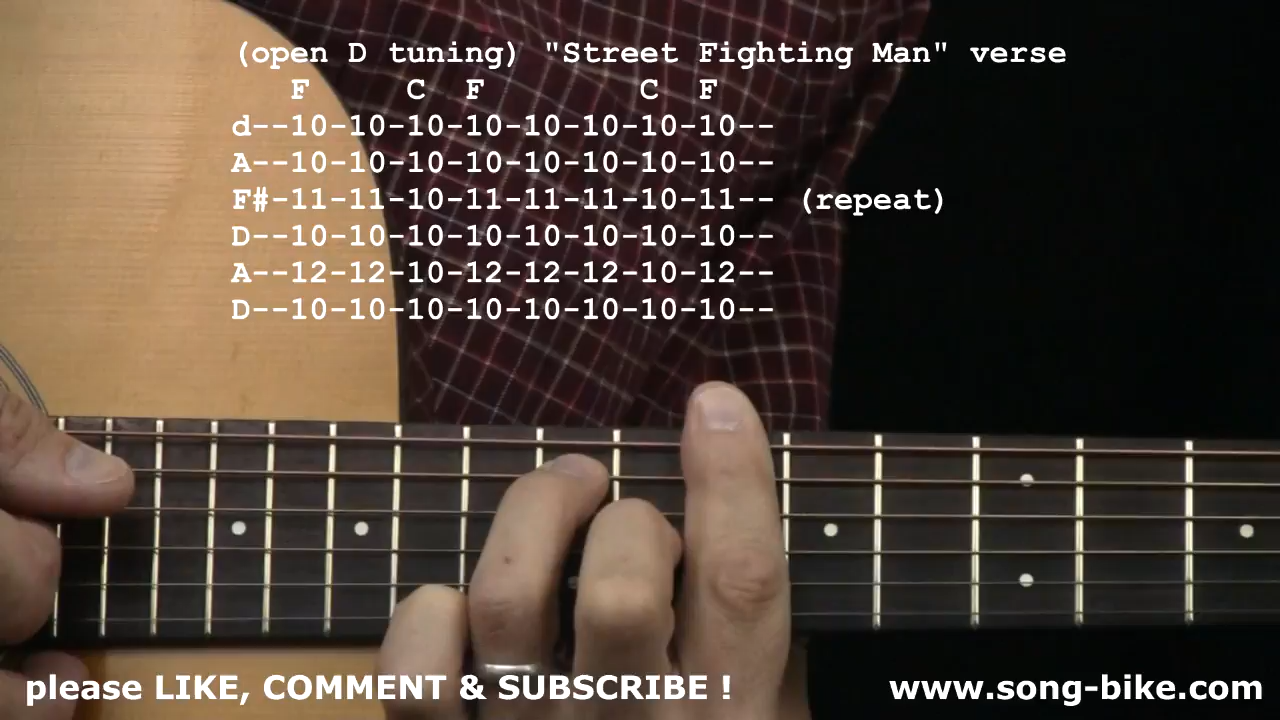 (open D tuning) "Street Fighting Man" verse
F C F C F
d--10-10-10-10-10-10-10-10--
A--10-10-10-10-10-10-10-10--
F#-11-11-10-11-11-11-10-11-- (repeat)
D--10-10-10-10-10-10-10-10--
A--12-12-10-12-12-12-10-12--
D--10-10-10-10-10-10-10-10--
please LIKE, COMMENT & SUBSCRIBE ! www.song-bike.com